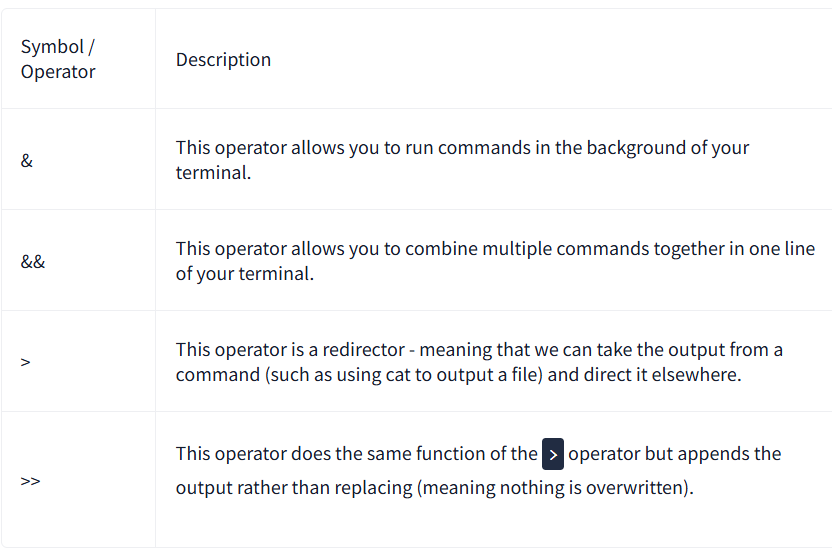 Symbol /
Operator
Description
&
This operator allows you to run commands in the background of your
terminal.
&&
This operator allows you to combine multiple commands together in one line
of your terminal.
>
This operator is a redirector - meaning that we can take the output from a
command (such as using cat to output a file) and direct it elsewhere.
>>
This operator does the same function of the > operator but appends the
output rather than replacing (meaning nothing is overwritten).